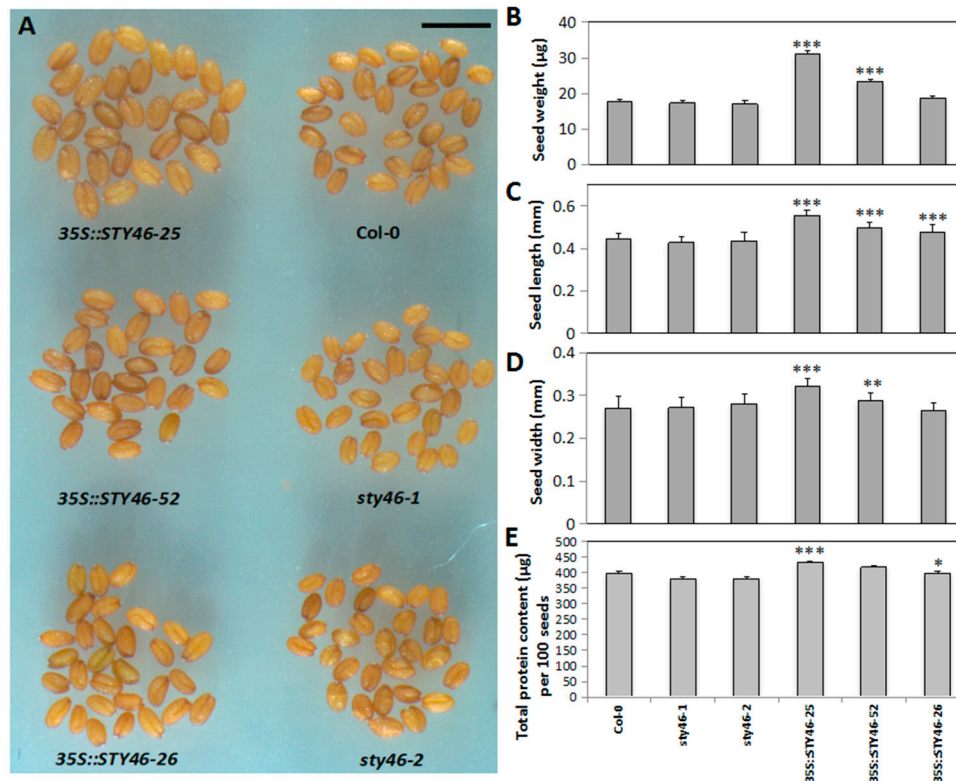 A
35S::STY46-25
Col-0
35S::STY46-52
sty46-1
35S::STY46-26
sty46-2
B
Seed weight (µg)
40
30
20
10
0
***
***
C
Seed length (mm)
0.6
0.4
0.2
0
***
***
***
D
Seed width (mm)
0.4
0.3
0.2
0.1
0
***
**
E
Total protein content (µg)
per 100 seeds
500
450
400
350
300
250
200
150
100
50
0
***
*
Col-0
sty46-1
sty46-2
35S::STY46-25
35S::STY46-52
35S::STY46-26